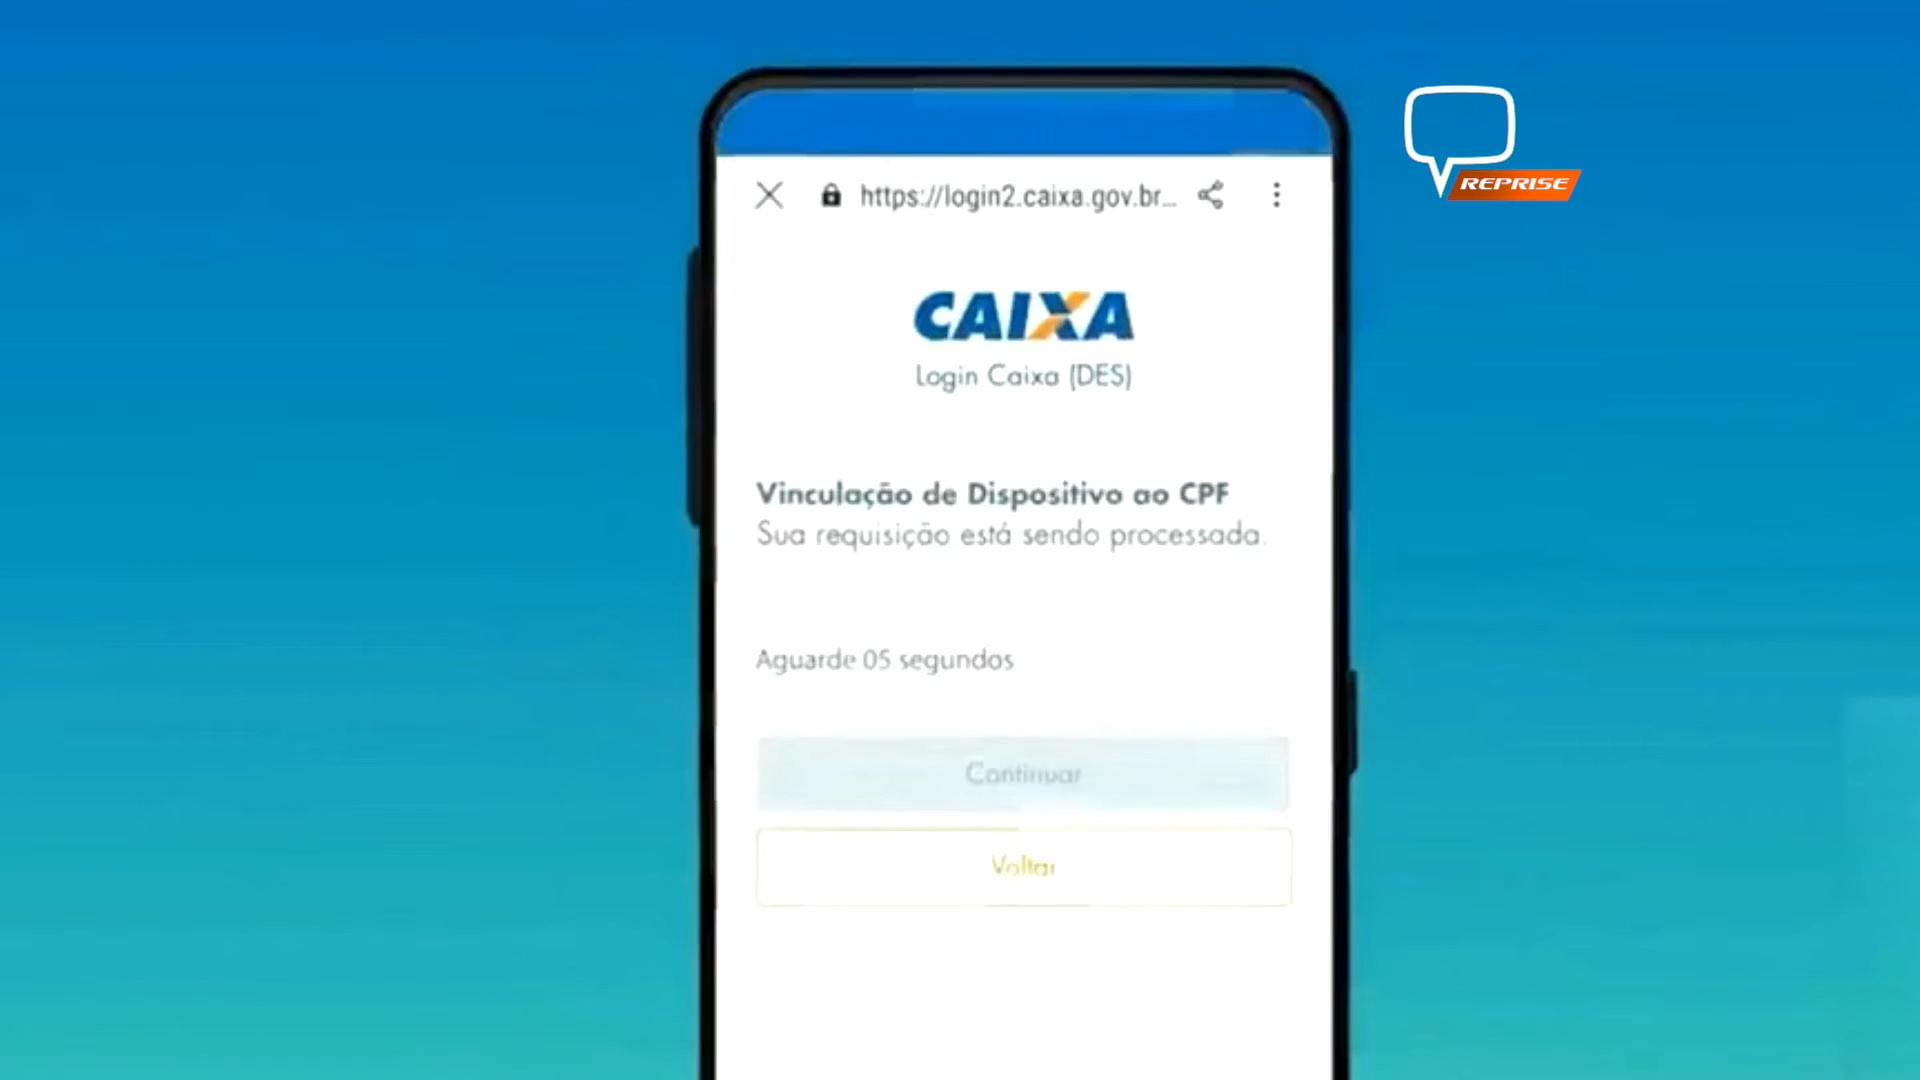 REPRISE
https://login2.caixa.gov.br...
CAIXA
Login Caixa (DES)
Vinculação de Dispositivo ao CPF
Sua requisição está sendo processada.
Aguarde 05 segundos
Continuar
Voltar